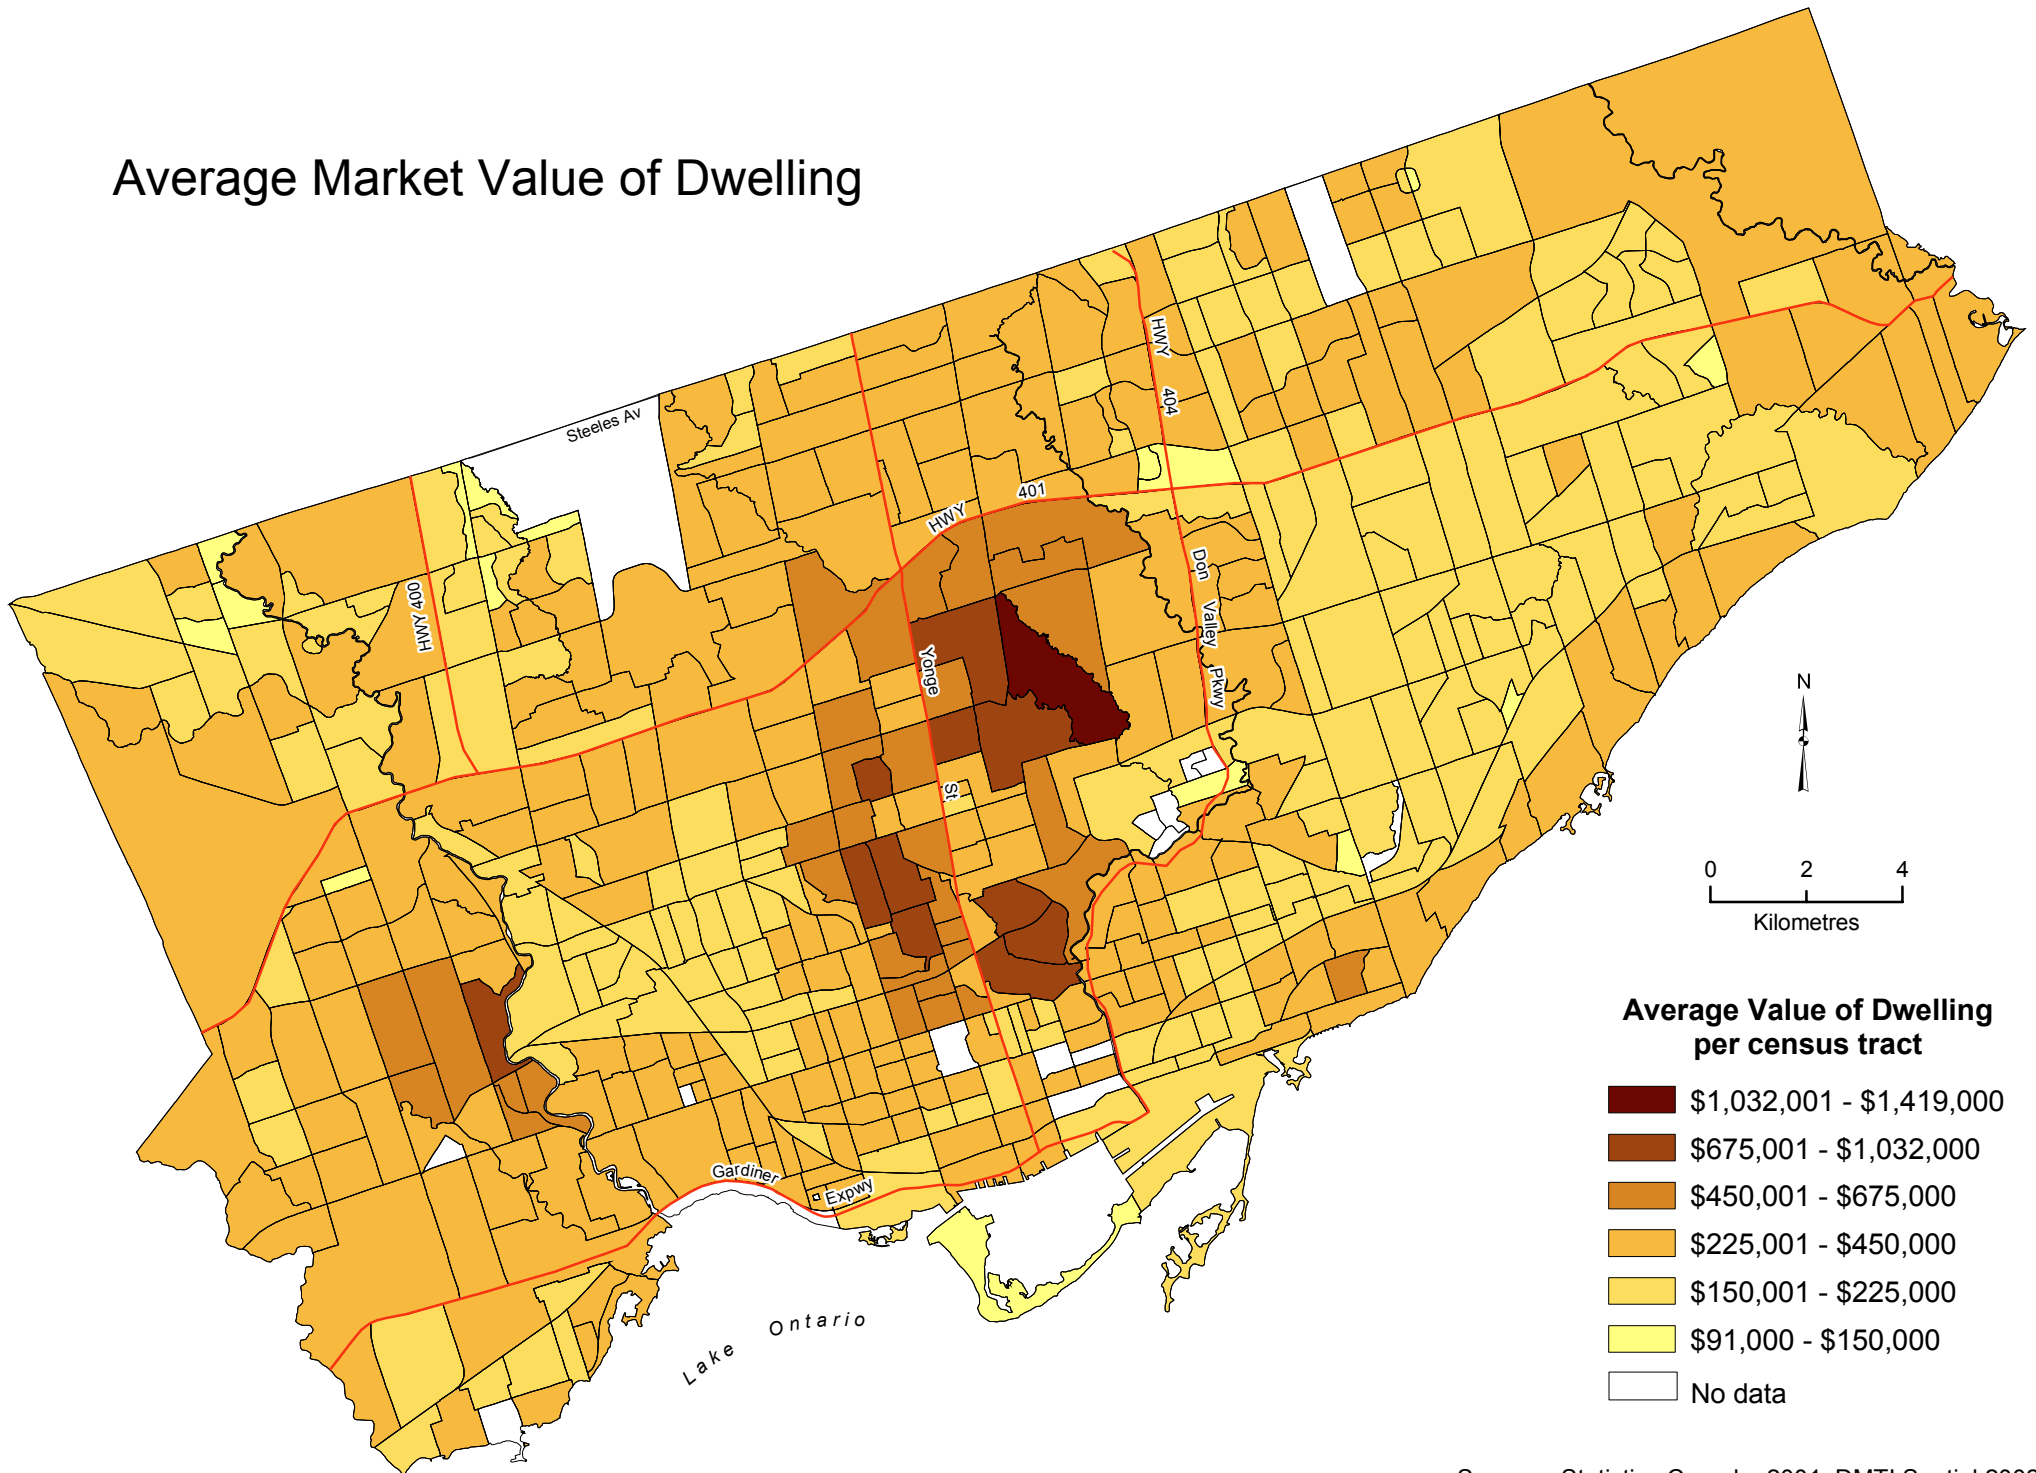 Average Market Value of Dwelling
Steeles Av
HWY
404
HWY
401
HWY 400
Don
Valley
Pkwy
Yonge
St
N
0 2 4
Kilometres
Gardiner
Expwy
Lake Ontario
Average Value of Dwelling
per census tract
$1,032,001 - $1,419,000
$675,001 - $1,032,000
$450,001 - $675,000
$225,001 - $450,000
$150,001 - $225,000
$91,000 - $150,000
No data